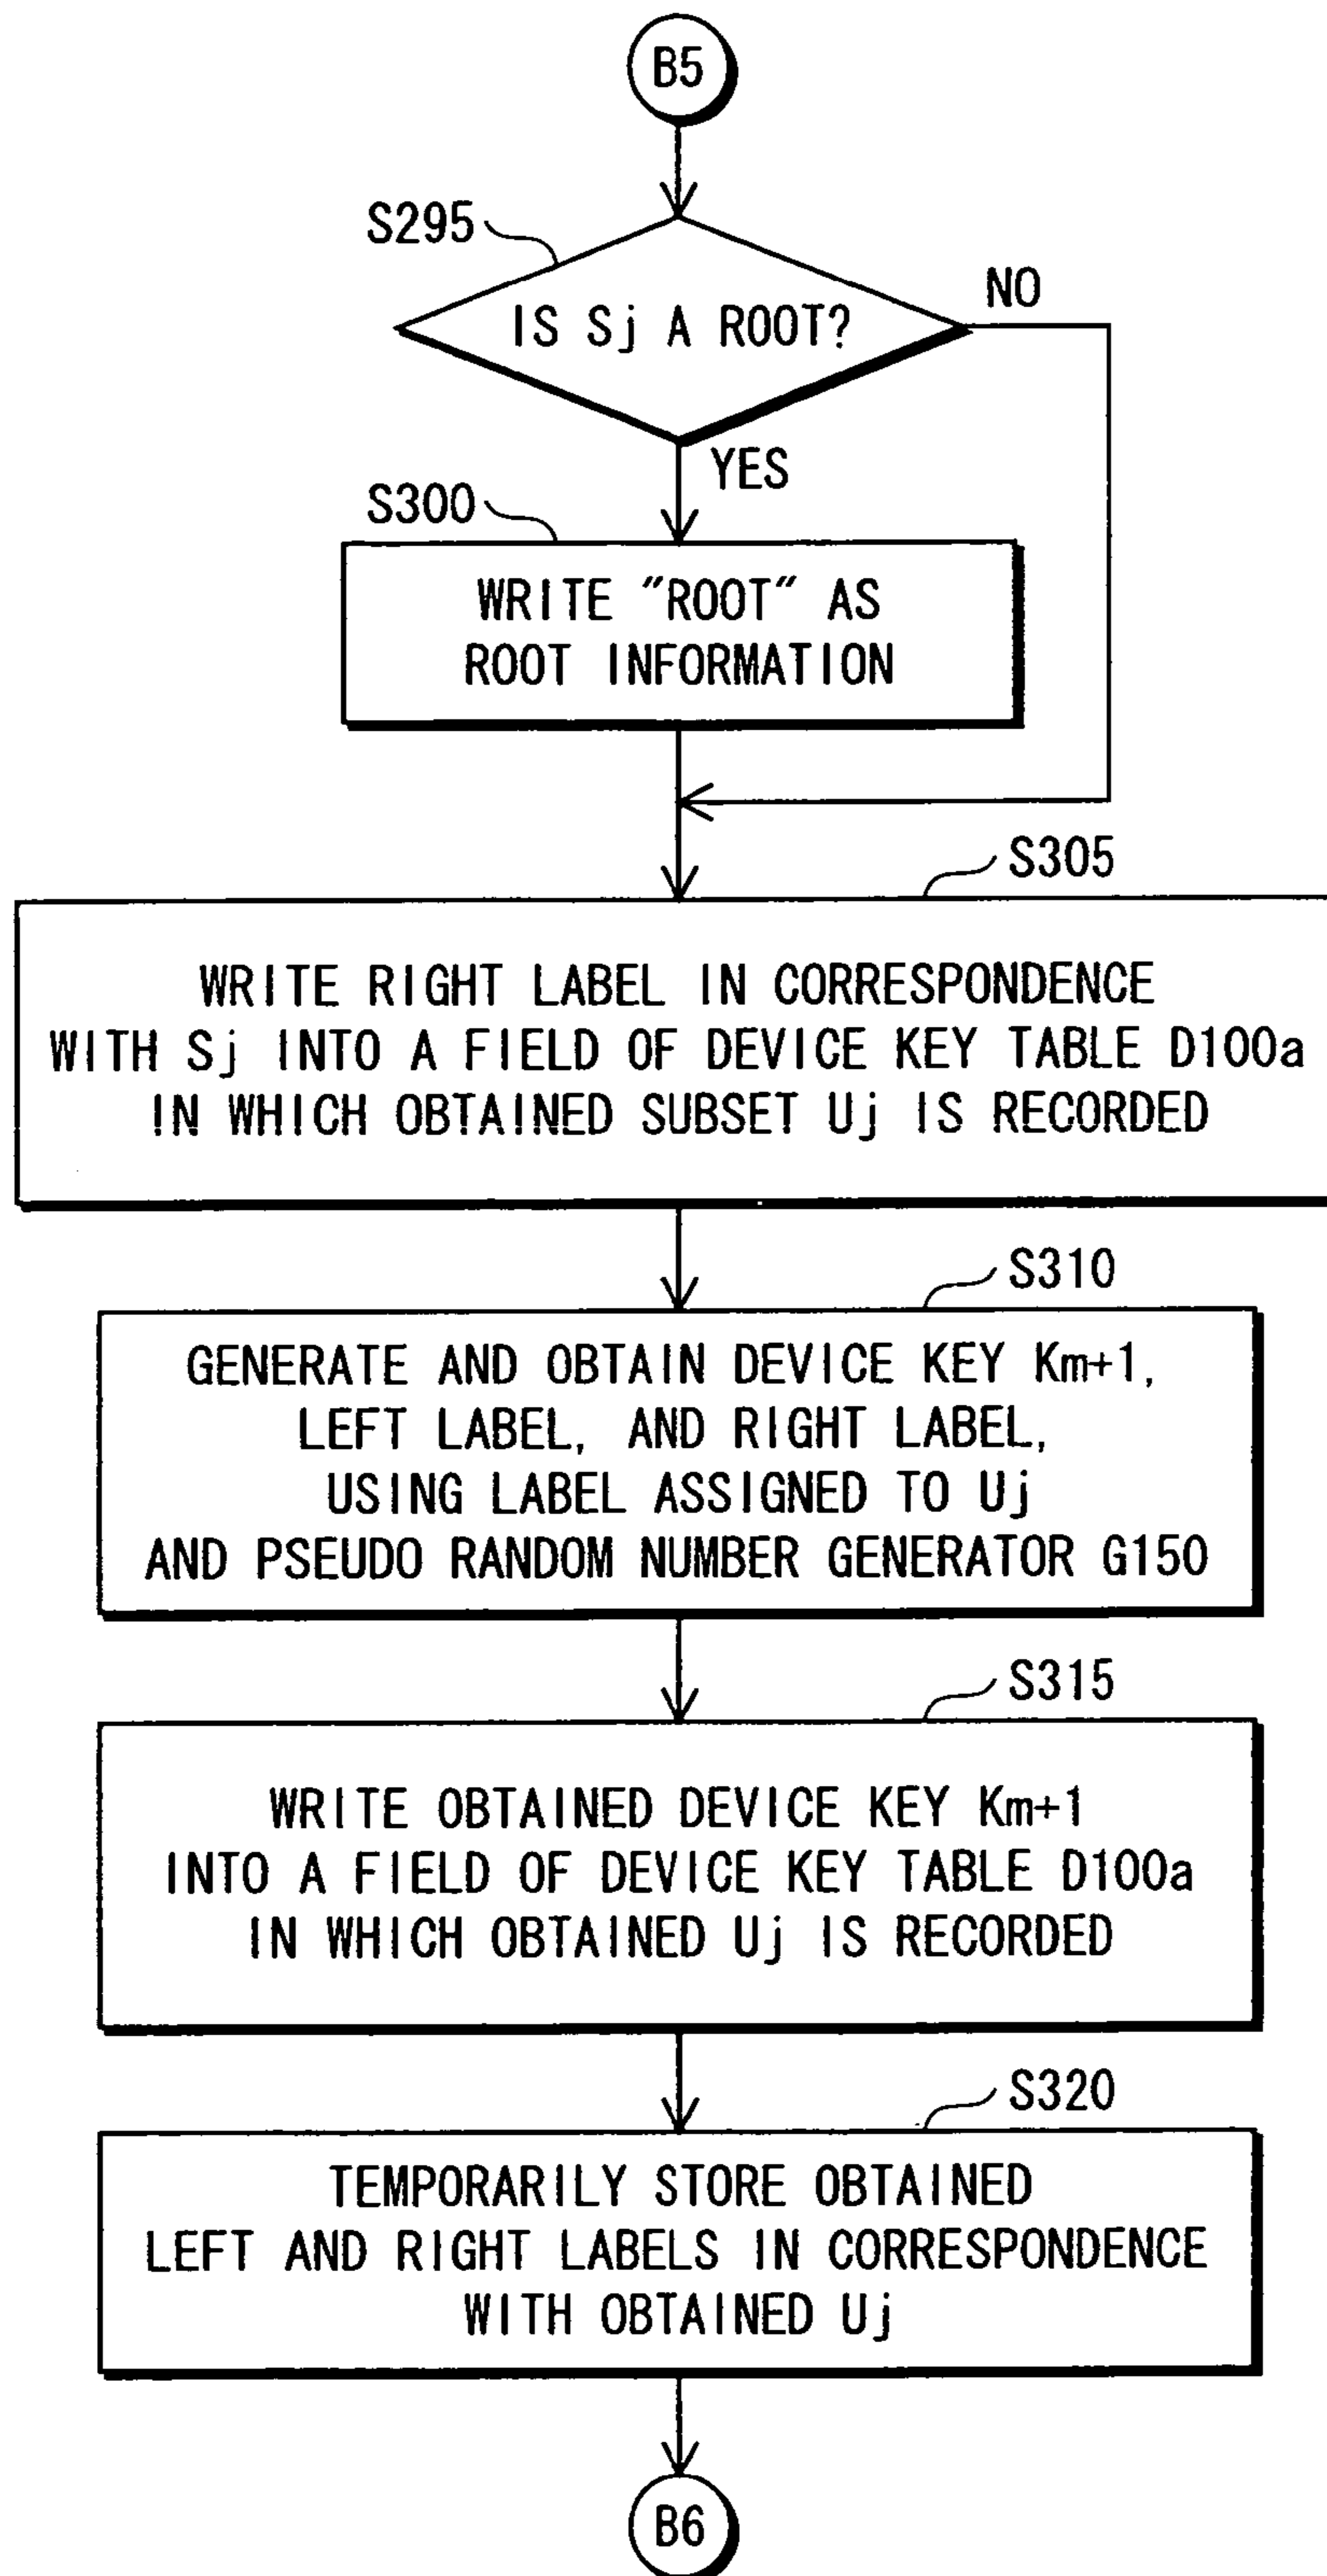 B5
S295
IS Sj A ROOT?
NO
YES
S300
WRITE "ROOT" AS
ROOT INFORMATION
S305
WRITE RIGHT LABEL IN CORRESPONDENCE
WITH Sj INTO A FIELD OF DEVICE KEY TABLE D100a
IN WHICH OBTAINED SUBSET Uj IS RECORDED
S310
GENERATE AND OBTAIN DEVICE KEY Km+1,
LEFT LABEL, AND RIGHT LABEL,
USING LABEL ASSIGNED TO Uj
AND PSEUDO RANDOM NUMBER GENERATOR G150
S315
WRITE OBTAINED DEVICE KEY Km+1
INTO A FIELD OF DEVICE KEY TABLE D100a
IN WHICH OBTAINED Uj IS RECORDED
S320
TEMPORARILY STORE OBTAINED
LEFT AND RIGHT LABELS IN CORRESPONDENCE
WITH OBTAINED Uj
B6